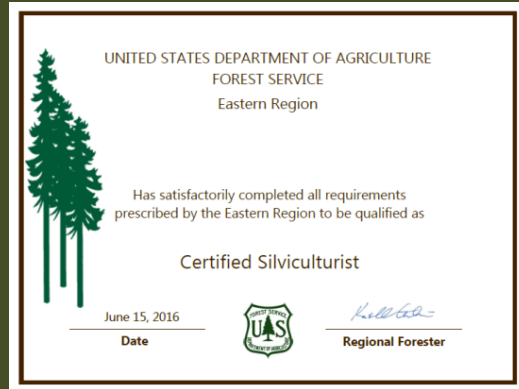 UNITED STATES DEPARTMENT OF AGRICULTURE
FOREST SERVICE
Eastern Region
Has satisfactorily completed all requirements
prescribed by the Eastern Region to be qualified as
Certified Silviculturist
June 15, 2016
Date
FOREST SERVICE
U S
DEPARTMENT OF AGRICULTURE
Regional Forester